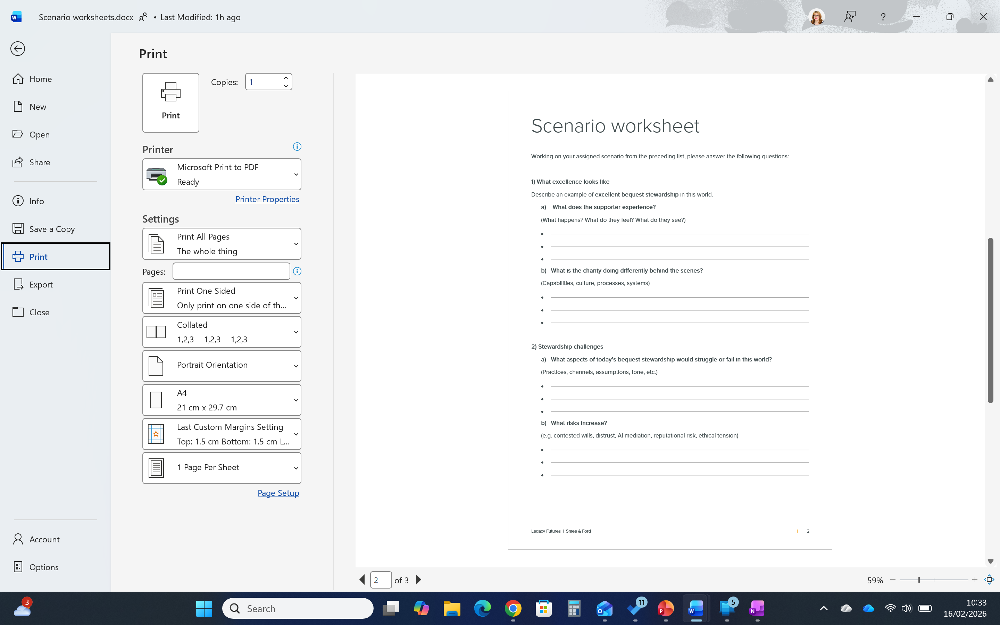 Scenario worksheets.docx • Last Modified: 1h ago
Home
New
Open
Share
Info
Save a Copy
Print
Export
Close
Account
Options
Print
Print
Copies: 1
Printer
Microsoft Print to PDF
Ready
Printer Properties
Settings
Print All Pages
The whole thing
Pages:
Print One Sided
Only print on one side of th...
Collated
1,2,3 1,2,3 1,2,3
Portrait Orientation
A4
21 cm x 29.7 cm
Last Custom Margins Setting
Top: 1.5 cm Bottom: 1.5 cm L...
1 Page Per Sheet
Page Setup
Scenario worksheet
Working on your assigned scenario from the preceding list, please answer the following questions:
1) What excellence looks like
Describe an example of excellent bequest stewardship in this world.
a) What does the supporter experience?
(What happens? What do they feel? What do they see?)
b) What is the charity doing differently behind the scenes?
(Capabilities, culture, processes, systems)
2) Stewardship challenges
a) What aspects of today's bequest stewardship would struggle or fail in this world?
(Practices, channels, assumptions, tone, etc.)
b) What risks increase?
(e.g. contested wills, distrust, AI mediation, reputational risk, ethical tension)
Legacy Futures | Smee & Ford | 2
2 of 3
59%
3
Search
11
5
10:33
16/02/2026